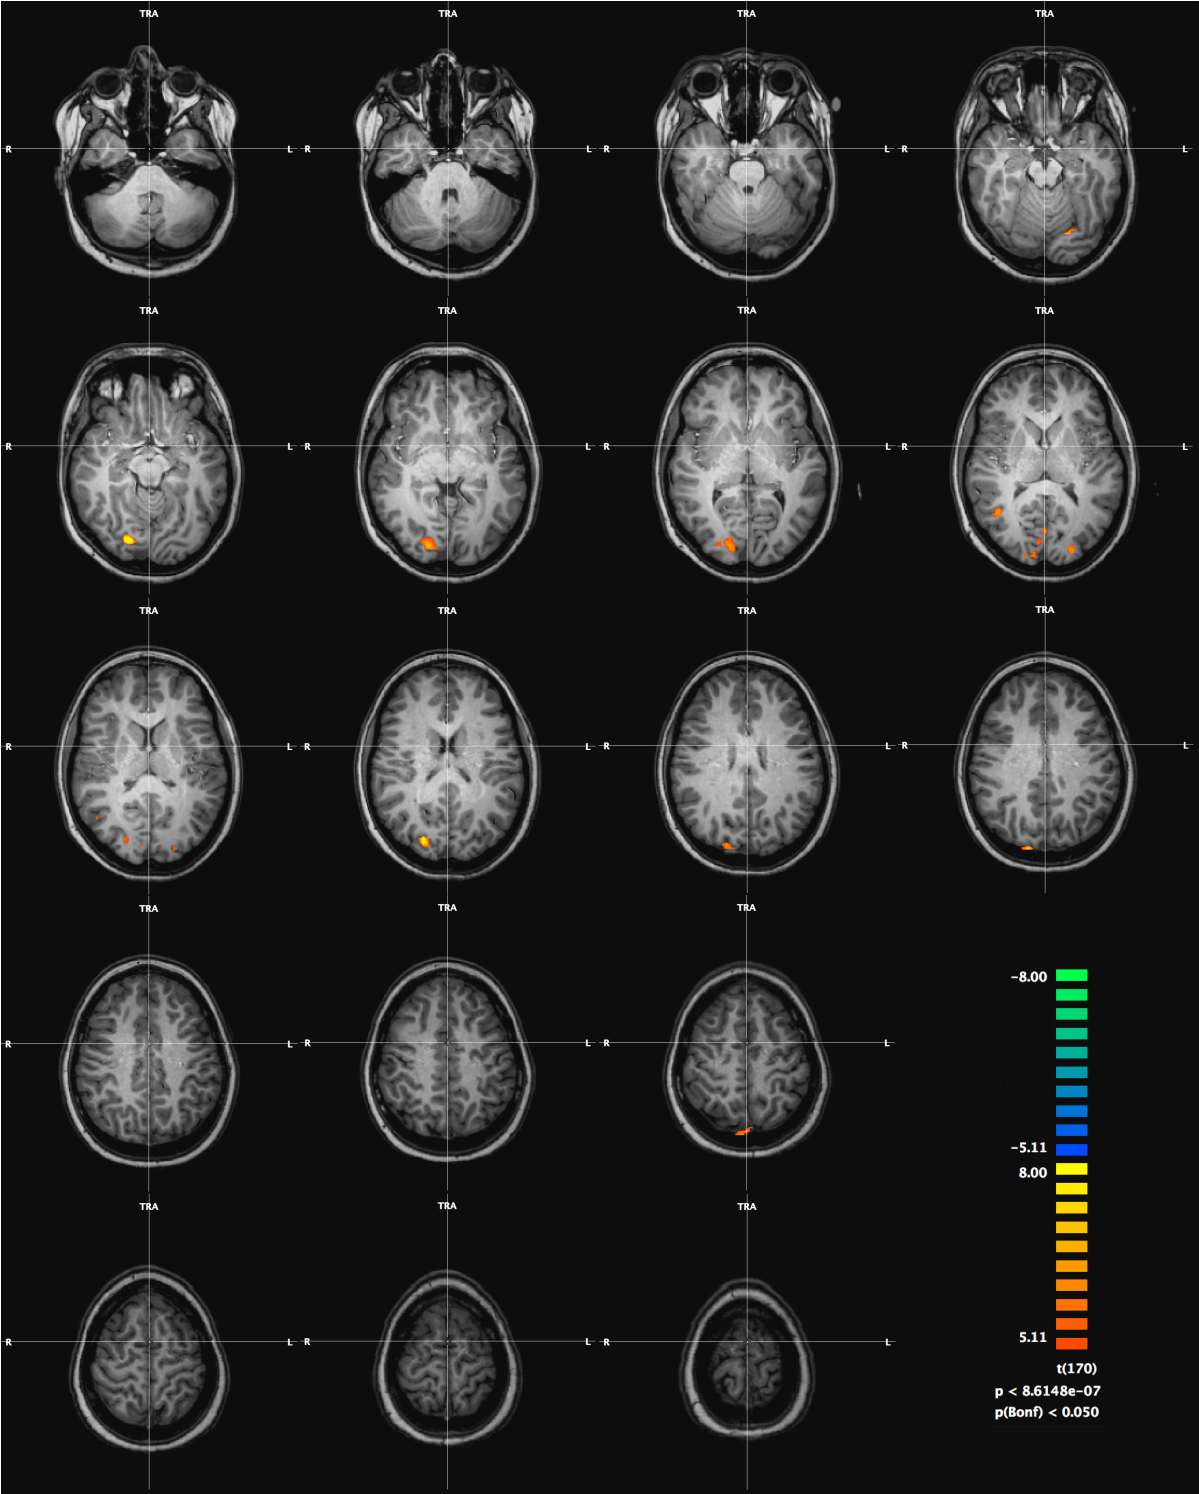 TRA TRA TRA TRA
R L R L R L R L
TRA TRA TRA TRA
R L R L R L R L
TRA TRA TRA TRA
R L R L R L R L
TRA TRA TRA
R L R L R L
−8.00
−5.11
8.00
TRA TRA TRA
R L R L R L
5.11
t(170)
p < 8.6148e-07
p(Bonf) < 0.050